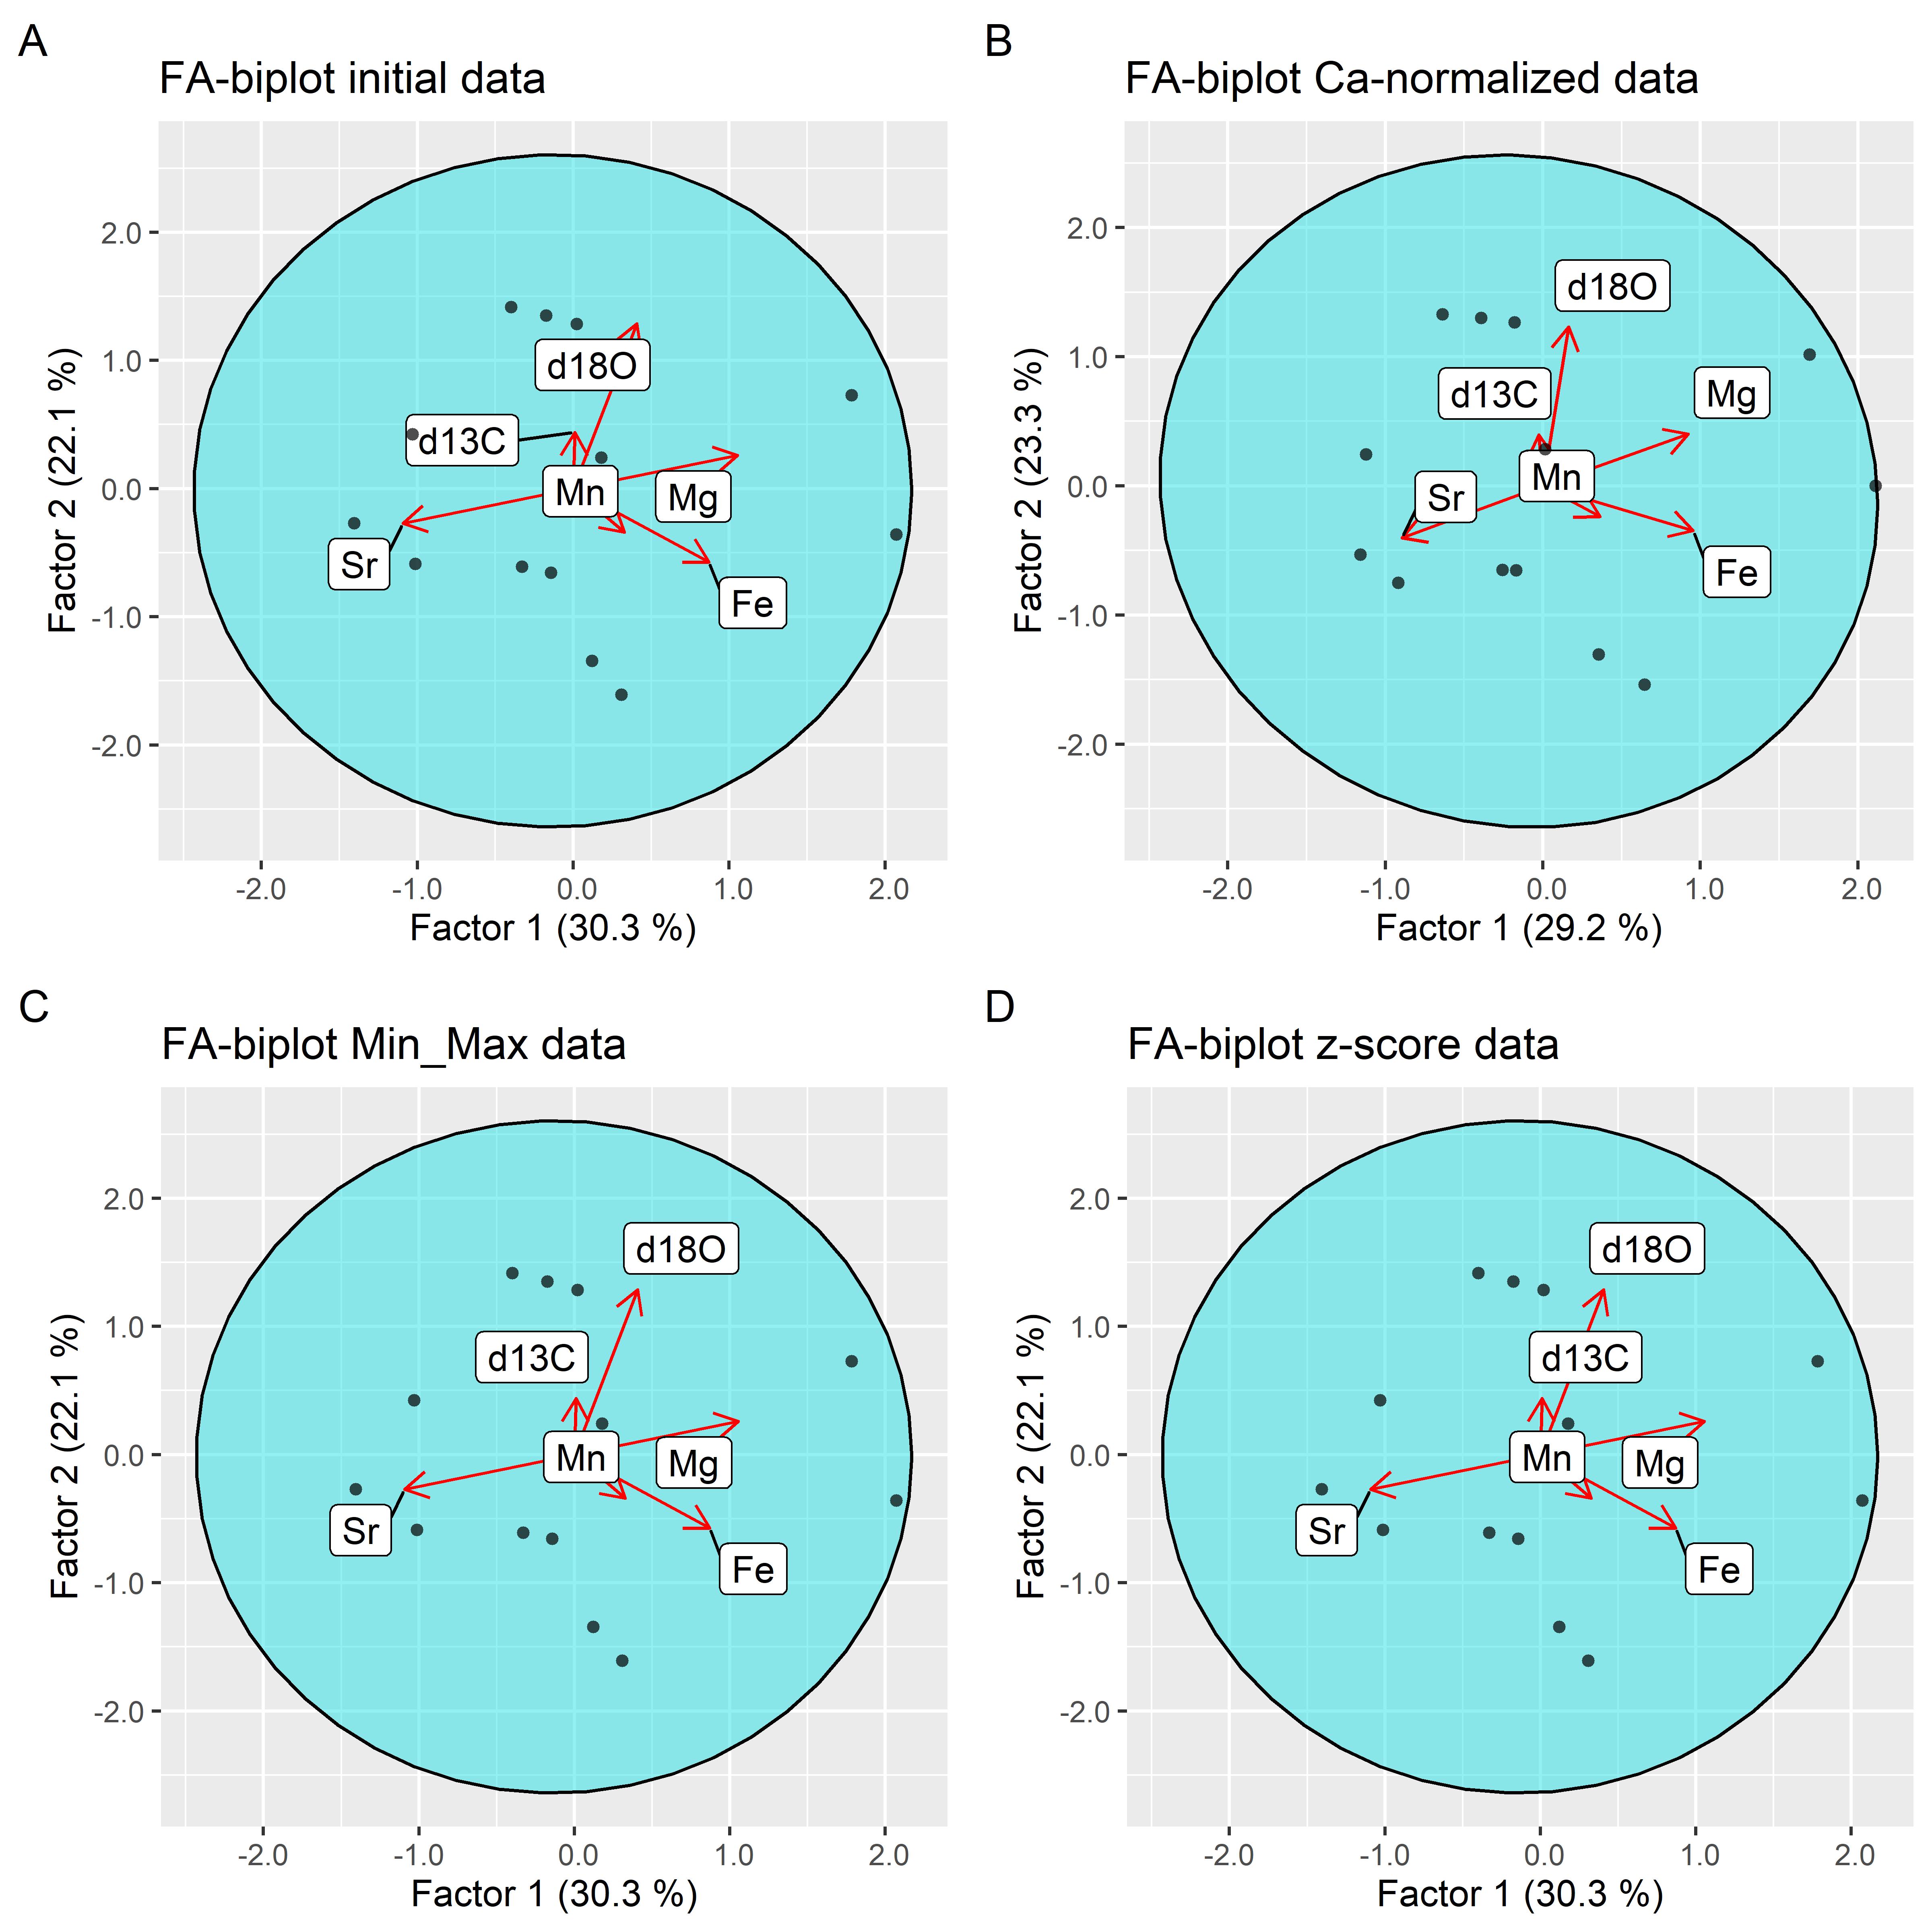 A
FA-biplot initial data
2.0
1.0
0.0
-1.0
-2.0
Factor 2 (22.1 %)
d18O
d13C
Mn
Mg
Sr
Fe
-2.0 -1.0 0.0 1.0 2.0
Factor 1 (30.3 %)
B
FA-biplot Ca-normalized data
2.0
1.0
0.0
-1.0
-2.0
Factor 2 (23.3 %)
d18O
d13C
Mg
Mn
Sr
Fe
-2.0 -1.0 0.0 1.0 2.0
Factor 1 (29.2 %)
C
FA-biplot Min_Max data
2.0
1.0
0.0
-1.0
-2.0
Factor 2 (22.1 %)
d18O
d13C
Mn
Mg
Sr
Fe
-2.0 -1.0 0.0 1.0 2.0
Factor 1 (30.3 %)
D
FA-biplot z-score data
2.0
1.0
0.0
-1.0
-2.0
Factor 2 (22.1 %)
d18O
d13C
Mn
Mg
Sr
Fe
-2.0 -1.0 0.0 1.0 2.0
Factor 1 (30.3 %)